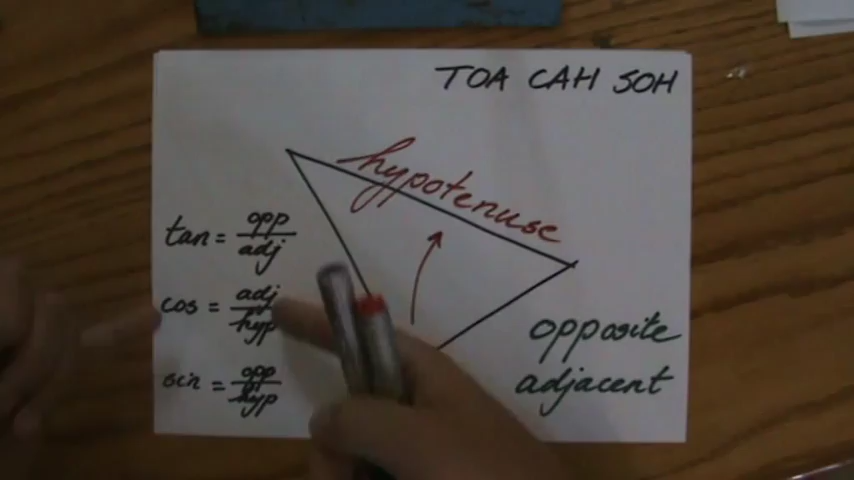 TOA CAH SOH
hypotenuse
tan = opp/adj
cos = adj/hyp
sin = opp/hyp
opposite
adjacent